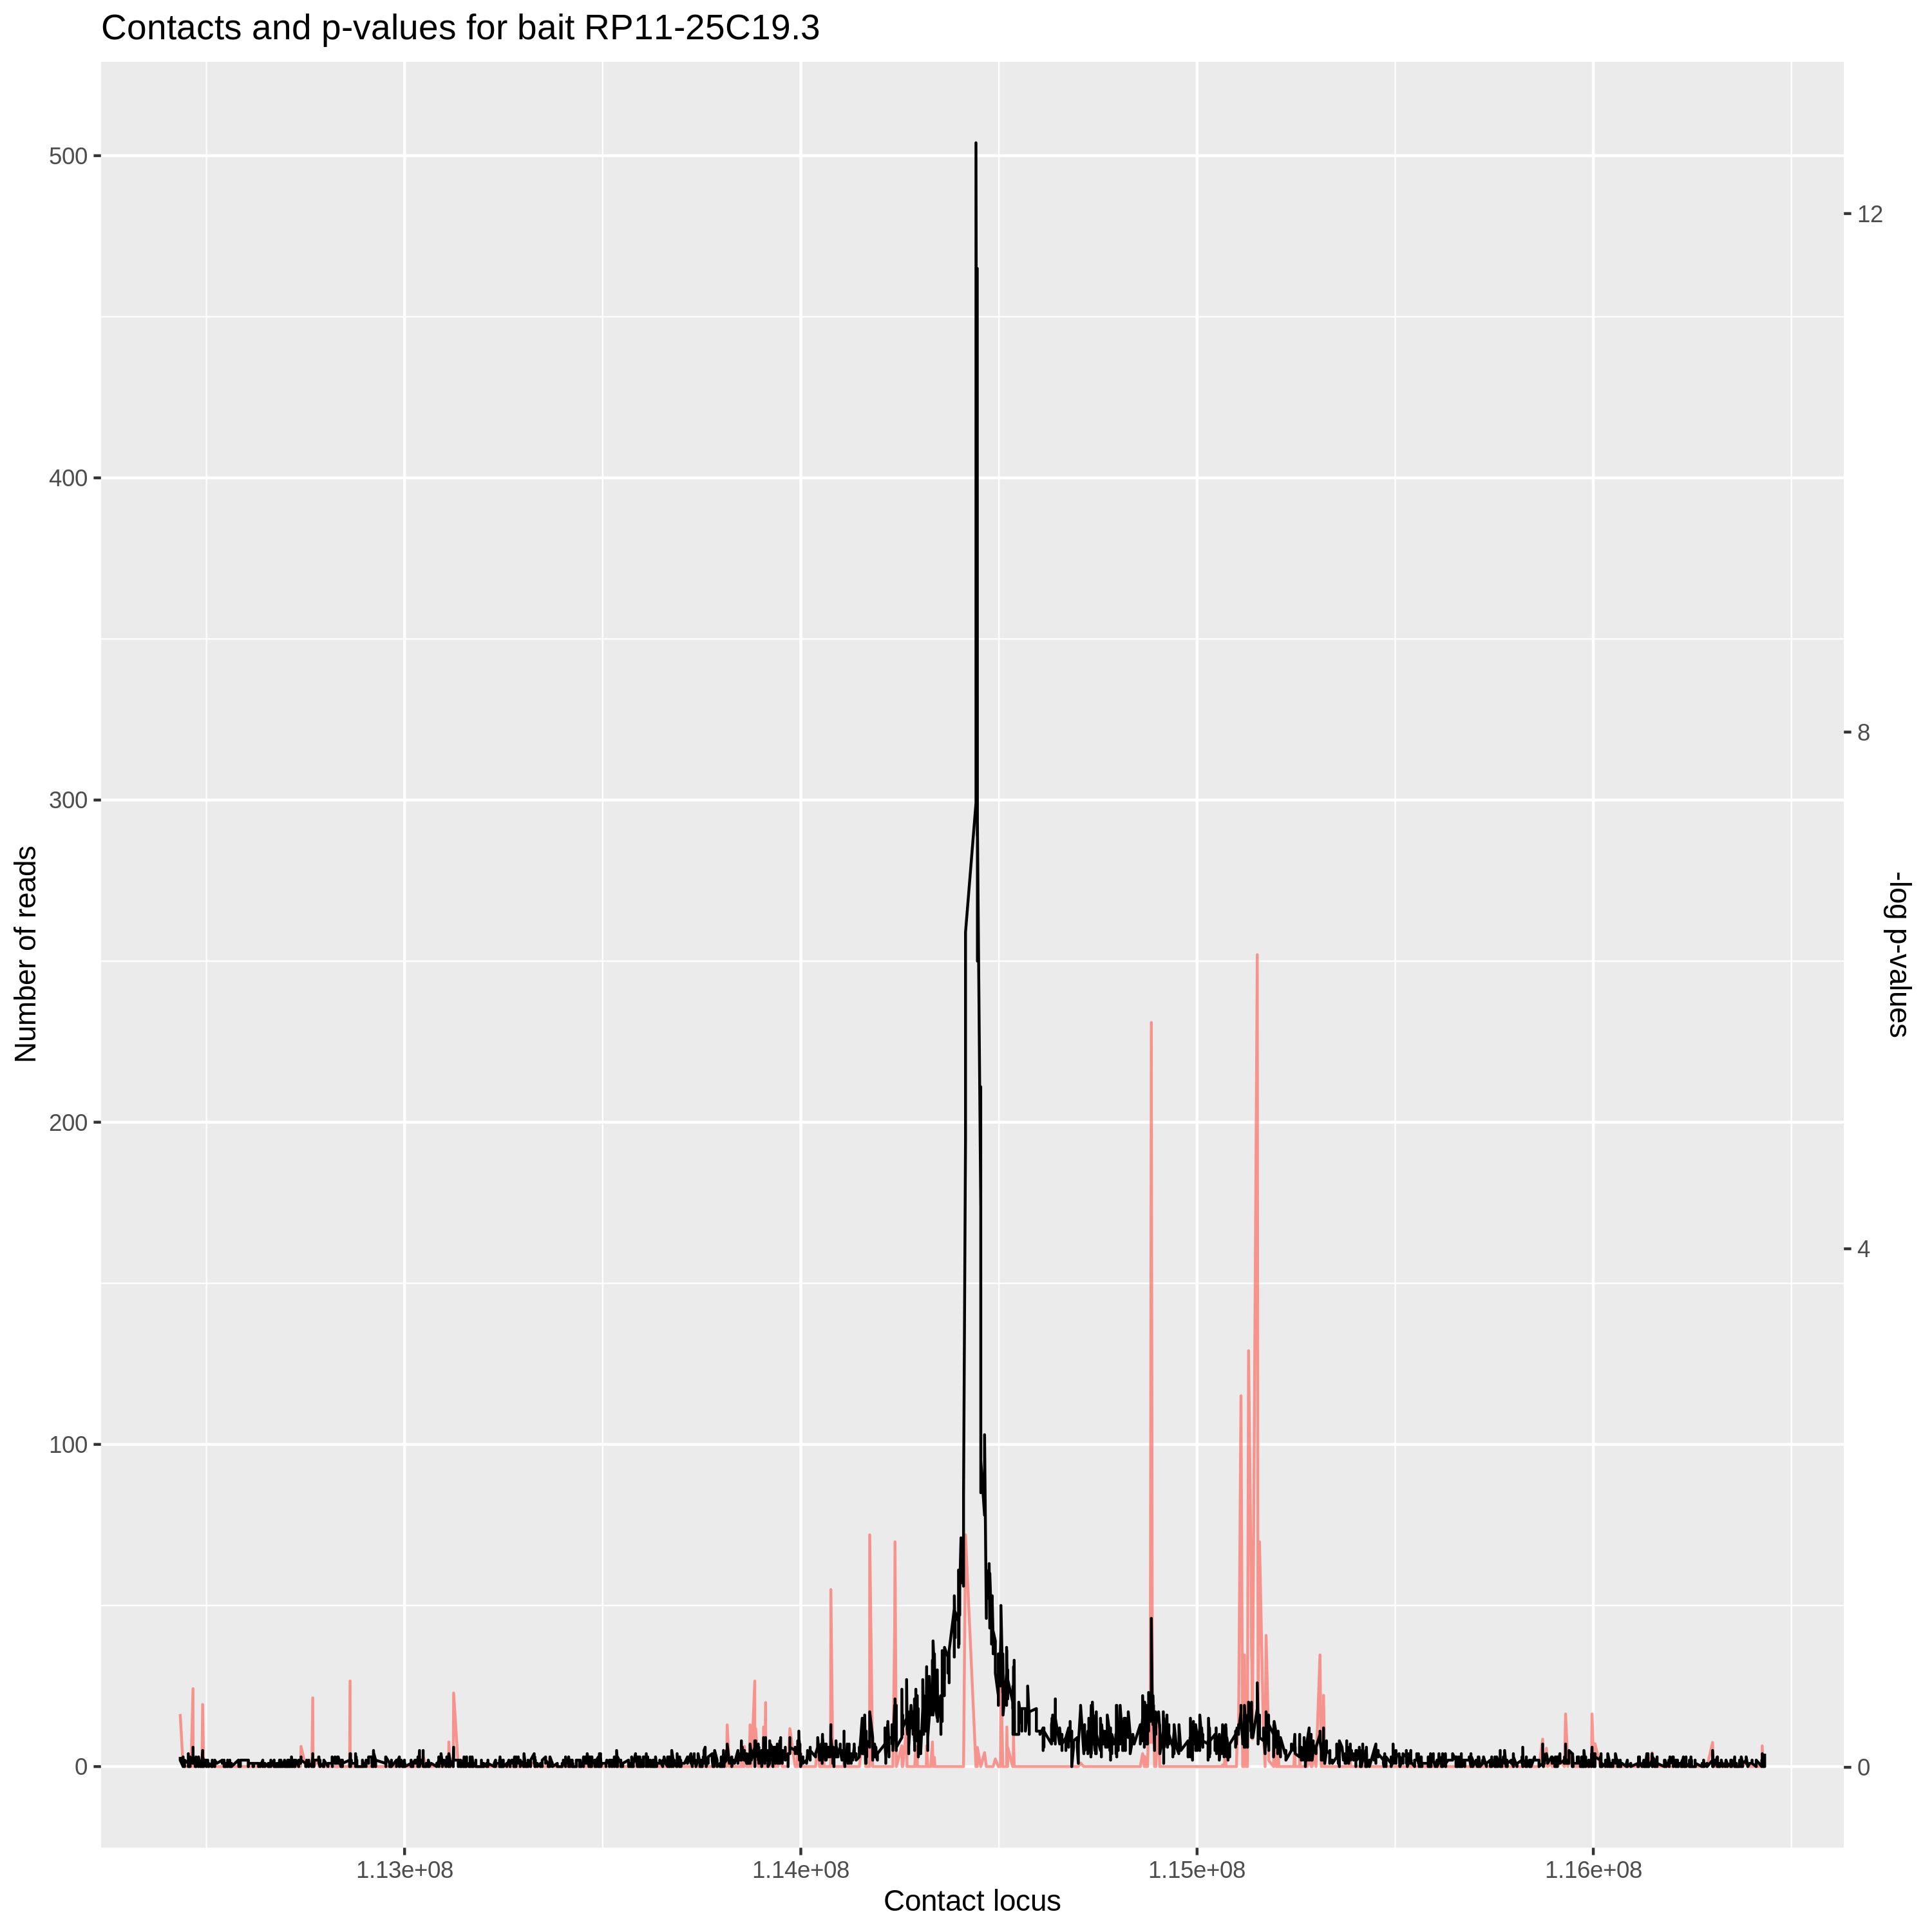 Contacts and p-values for bait RP11-25C19.3
500
400
300
200
100
0
Number of reads
12
8
4
0
-log p-values
1.13e+08
1.14e+08
1.15e+08
1.16e+08
Contact locus